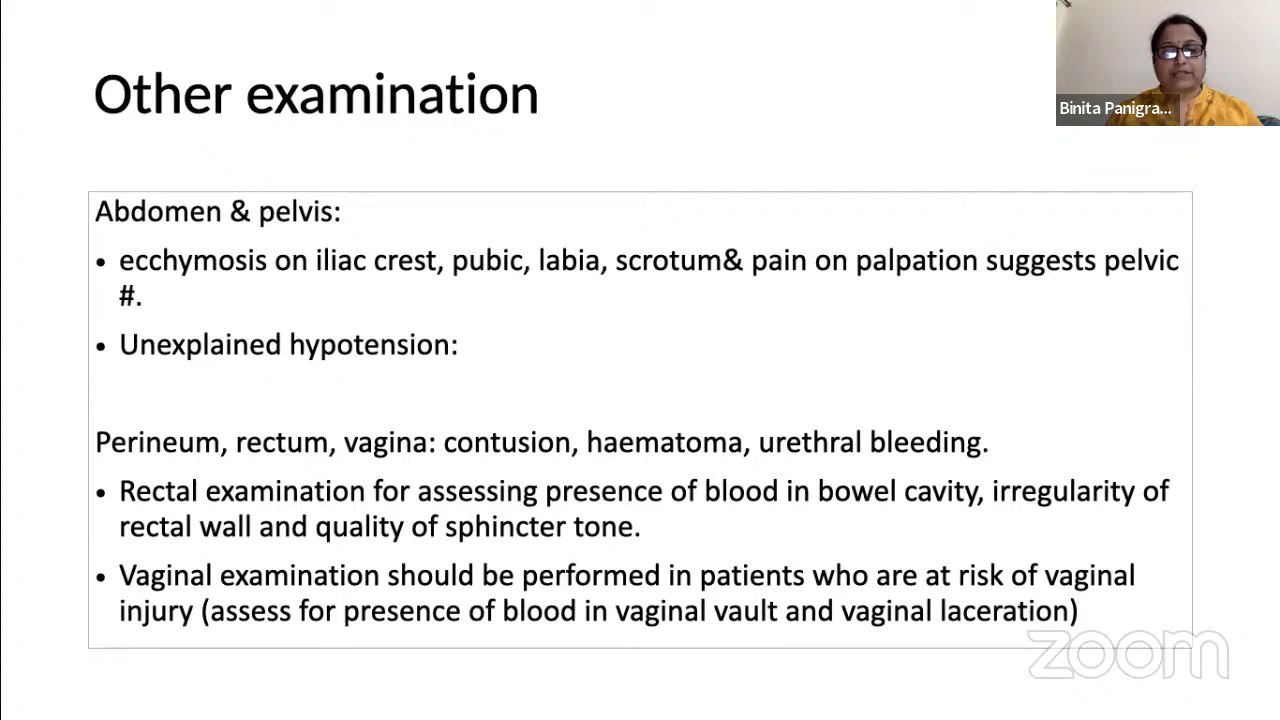 Other examination
Binita Panigra...
Abdomen & pelvis:
• ecchymosis on iliac crest, pubic, labia, scrotum& pain on palpation suggests pelvic
#.
• Unexplained hypotension:
Perineum, rectum, vagina: contusion, haematoma, urethral bleeding.
• Rectal examination for assessing presence of blood in bowel cavity, irregularity of
rectal wall and quality of sphincter tone.
• Vaginal examination should be performed in patients who are at risk of vaginal
injury (assess for presence of blood in vaginal vault and vaginal laceration)
zoom